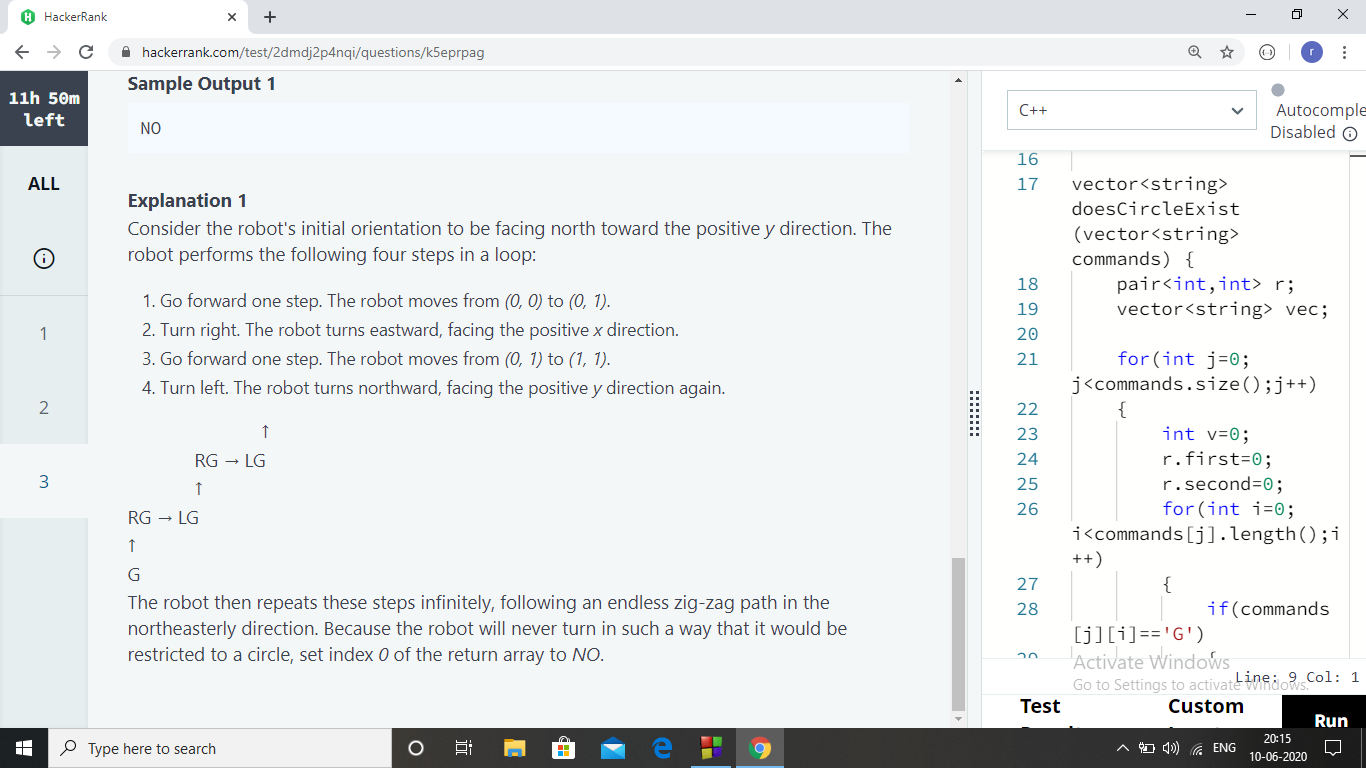 HackerRank
hackerrank.com/test/2dmdj2p4nqi/questions/k5eprpag
r
11h 50m
left
ALL
1
2
3
Sample Output 1
NO
Explanation 1
Consider the robot's initial orientation to be facing north toward the positive y direction. The
robot performs the following four steps in a loop:
1. Go forward one step. The robot moves from (0, 0) to (0, 1).
2. Turn right. The robot turns eastward, facing the positive x direction.
3. Go forward one step. The robot moves from (0, 1) to (1, 1).
4. Turn left. The robot turns northward, facing the positive y direction again.
↑
RG → LG
↑
RG → LG
↑
G
The robot then repeats these steps infinitely, following an endless zig-zag path in the
northeasterly direction. Because the robot will never turn in such a way that it would be
restricted to a circle, set index 0 of the return array to NO.
C++
Autocomple
Disabled
16
17 vector<string>
doesCircleExist
(vector<string>
commands) {
18 pair<int,int> r;
19 vector<string> vec;
20
21 for(int j=0;
j<commands.size();j++)
22 {
23 int v=0;
24 r.first=0;
25 r.second=0;
26 for(int i=0;
i<commands[j].length();i
++)
27 {
28 if(commands
[j][i]=='G')
Activate Windows
Go to Settings to activate Windows.
Line: 9 Col: 1
Test
Custom
Run
Type here to search
ENG
20:15
10-06-2020